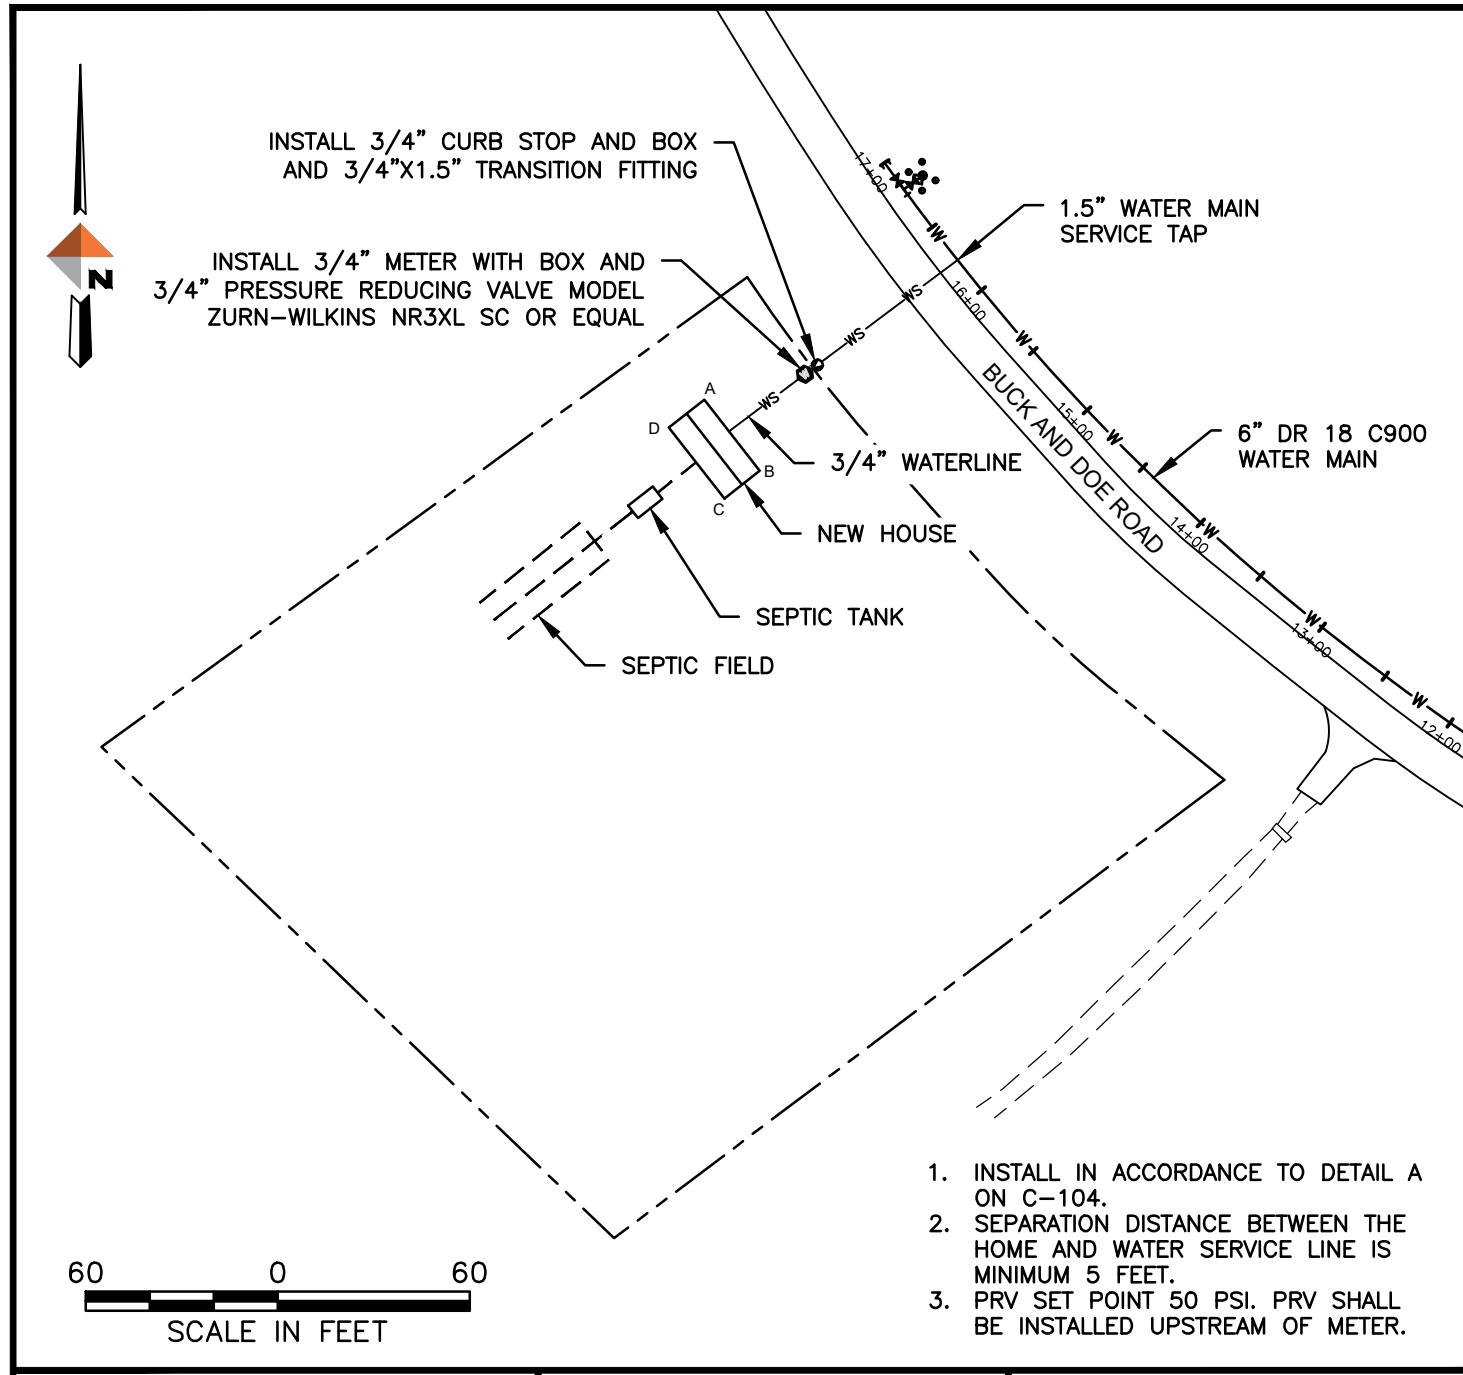 INSTALL 3/4" CURB STOP AND BOX
AND 3/4"X1.5" TRANSITION FITTING
17+00
1.5" WATER MAIN
SERVICE TAP
W
N
INSTALL 3/4" METER WITH BOX AND
3/4" PRESSURE REDUCING VALVE MODEL
ZURN-WILKINS NR3XL SC OR EQUAL
WS
16+00
WS
W
BUCK AND DOE ROAD
A
WS
D
15+00
W
6" DR 18 C900
WATER MAIN
3/4" WATERLINE
B
C
NEW HOUSE
14+00
W
SEPTIC TANK
W
13+00
SEPTIC FIELD
W
12+00
1. INSTALL IN ACCORDANCE TO DETAIL A
ON C-104.
2. SEPARATION DISTANCE BETWEEN THE
HOME AND WATER SERVICE LINE IS
MINIMUM 5 FEET.
3. PRV SET POINT 50 PSI. PRV SHALL
BE INSTALLED UPSTREAM OF METER.
60 0 60
SCALE IN FEET